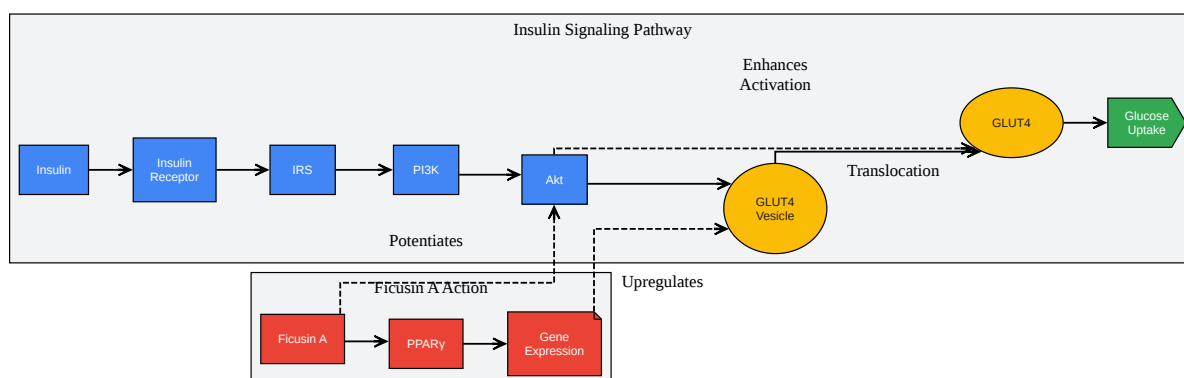 Insulin Signaling Pathway
Enhances
Activation
GLUT4
Glucose
Uptake
Insulin
Insulin
Receptor
IRS
PI3K
Akt
Translocation
GLUT4
Vesicle
Potentiates
Upregulates
Ficusin A Action
Ficusin A
PPARγ
Gene
Expression